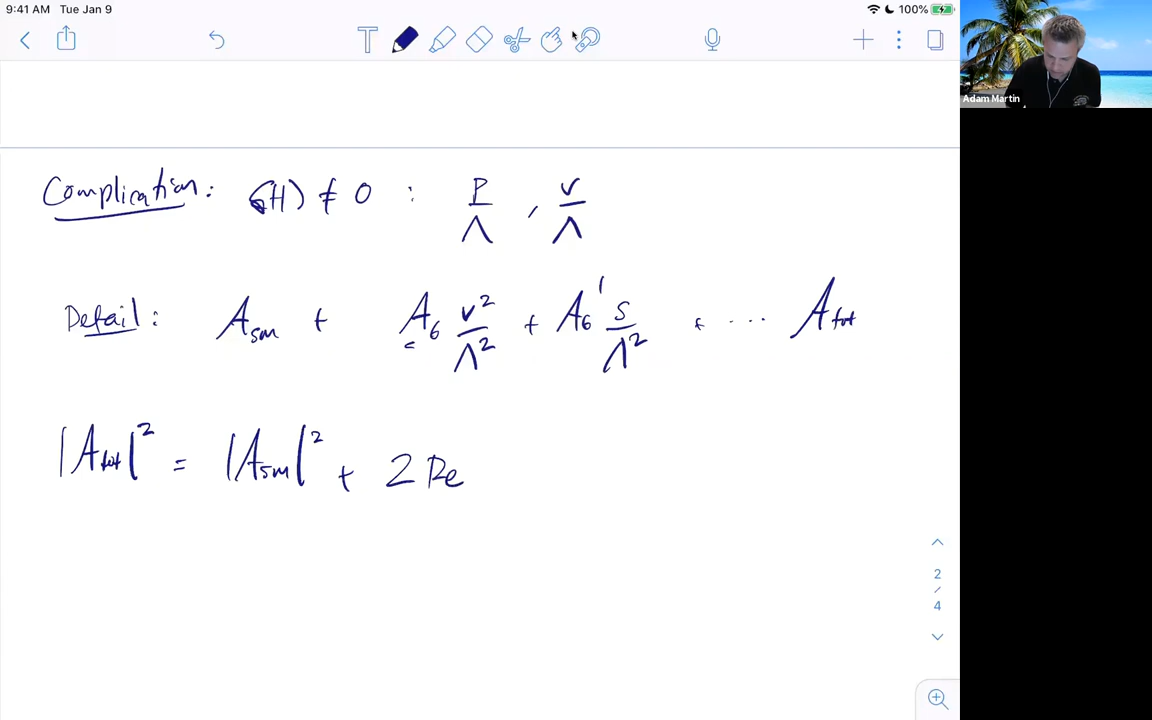 9:41 AM Tue Jan 9
100%
Adam Martin
Complication: ⟨H⟩ ≠ 0 : P/Λ , v/Λ
Detail: A_sm + A_6 v²/Λ² + A_6' s/Λ² + ... A_tot
|A_tot|² = |A_sm|² + 2 Re
2
/
4